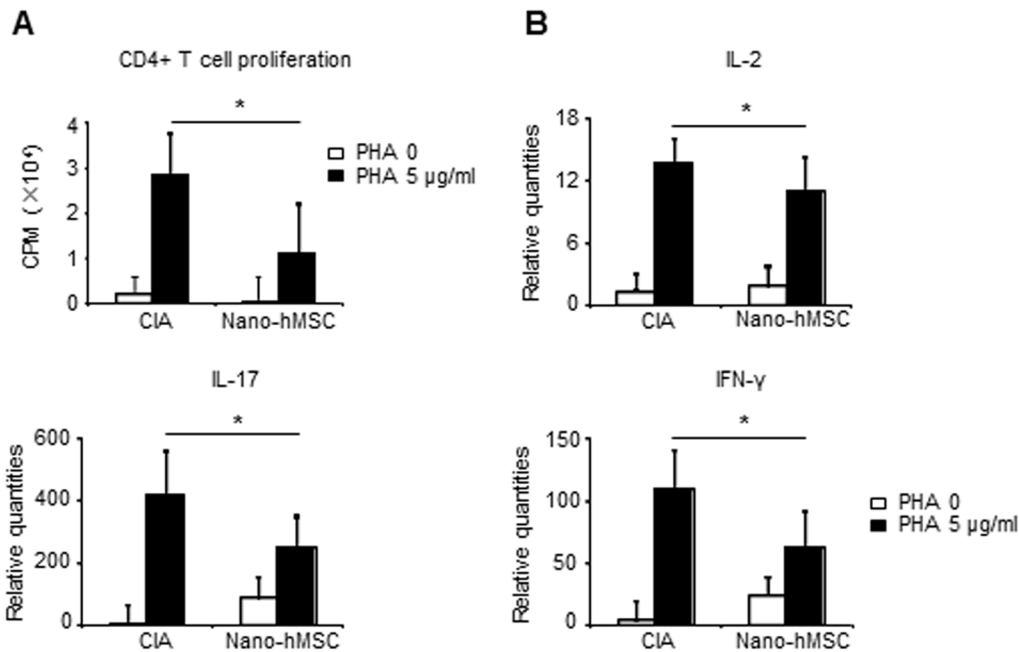 A
CD4+ T cell proliferation
*
CPM (×10⁴)
4
3
2
1
0
CIA
Nano-hMSC
PHA 0
PHA 5 μg/ml
B
IL-2
*
Relative quantities
18
12
6
0
CIA
Nano-hMSC
IL-17
*
Relative quantities
600
400
200
0
CIA
Nano-hMSC
IFN-γ
*
Relative quantities
150
100
50
0
CIA
Nano-hMSC
PHA 0
PHA 5 μg/ml